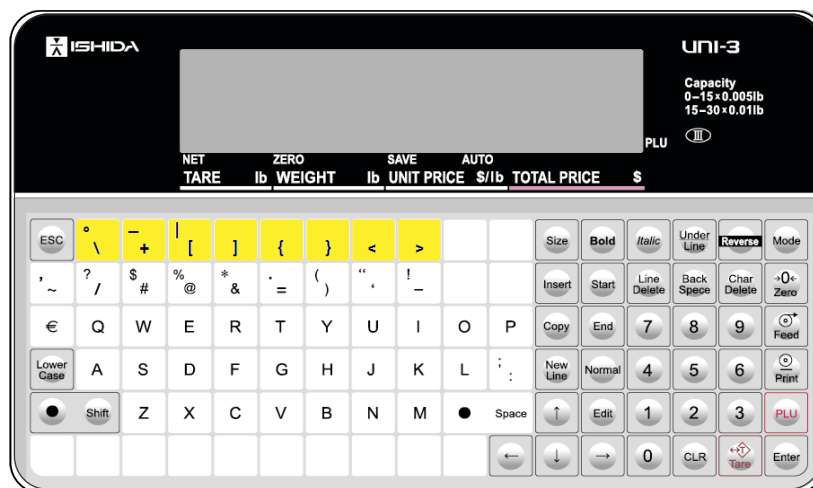 ISHIDA UNI-3
Capacity
0–15×0.005lb
15–30×0.01lb
III
PLU
NET ZERO SAVE AUTO
TARE lb WEIGHT lb UNIT PRICE $/lb TOTAL PRICE $
ESC ° \ – + | [ ] { } < > Size Bold Italic Under Line Reverse Mode
, ~ ? / $ # % @ * & . = ( ) “ ‘ ! – Insert Start Line Delete Back Spece Char Delete →0← Zero
€ Q W E R T Y U I O P Copy End 7 8 9 Feed
Lower Case A S D F G H J K L ; : New Line Normal 4 5 6 Print
● Shift Z X C V B N M ● Space ↑ Edit 1 2 3 PLU
← ↓ → 0 CLR ↔T Tare Enter